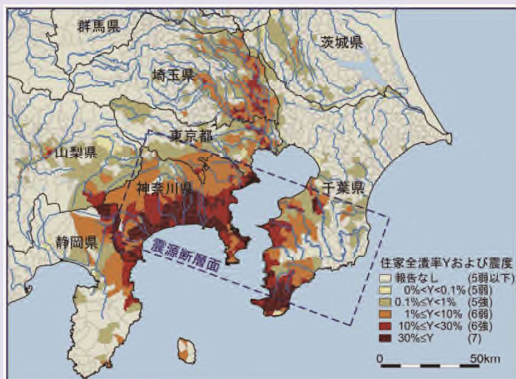 群馬県
茨城県
埼玉県
東京都
山梨県
神奈川県
千葉県
静岡県
震源断層面
住家全潰率Yおよび震度
報告なし (5弱以下)
0%<Y<0.1% (5弱)
0.1%≤Y<1% (5強)
1%≤Y<10% (6弱)
10%≤Y<30% (6強)
30%≤Y (7)
0 50km